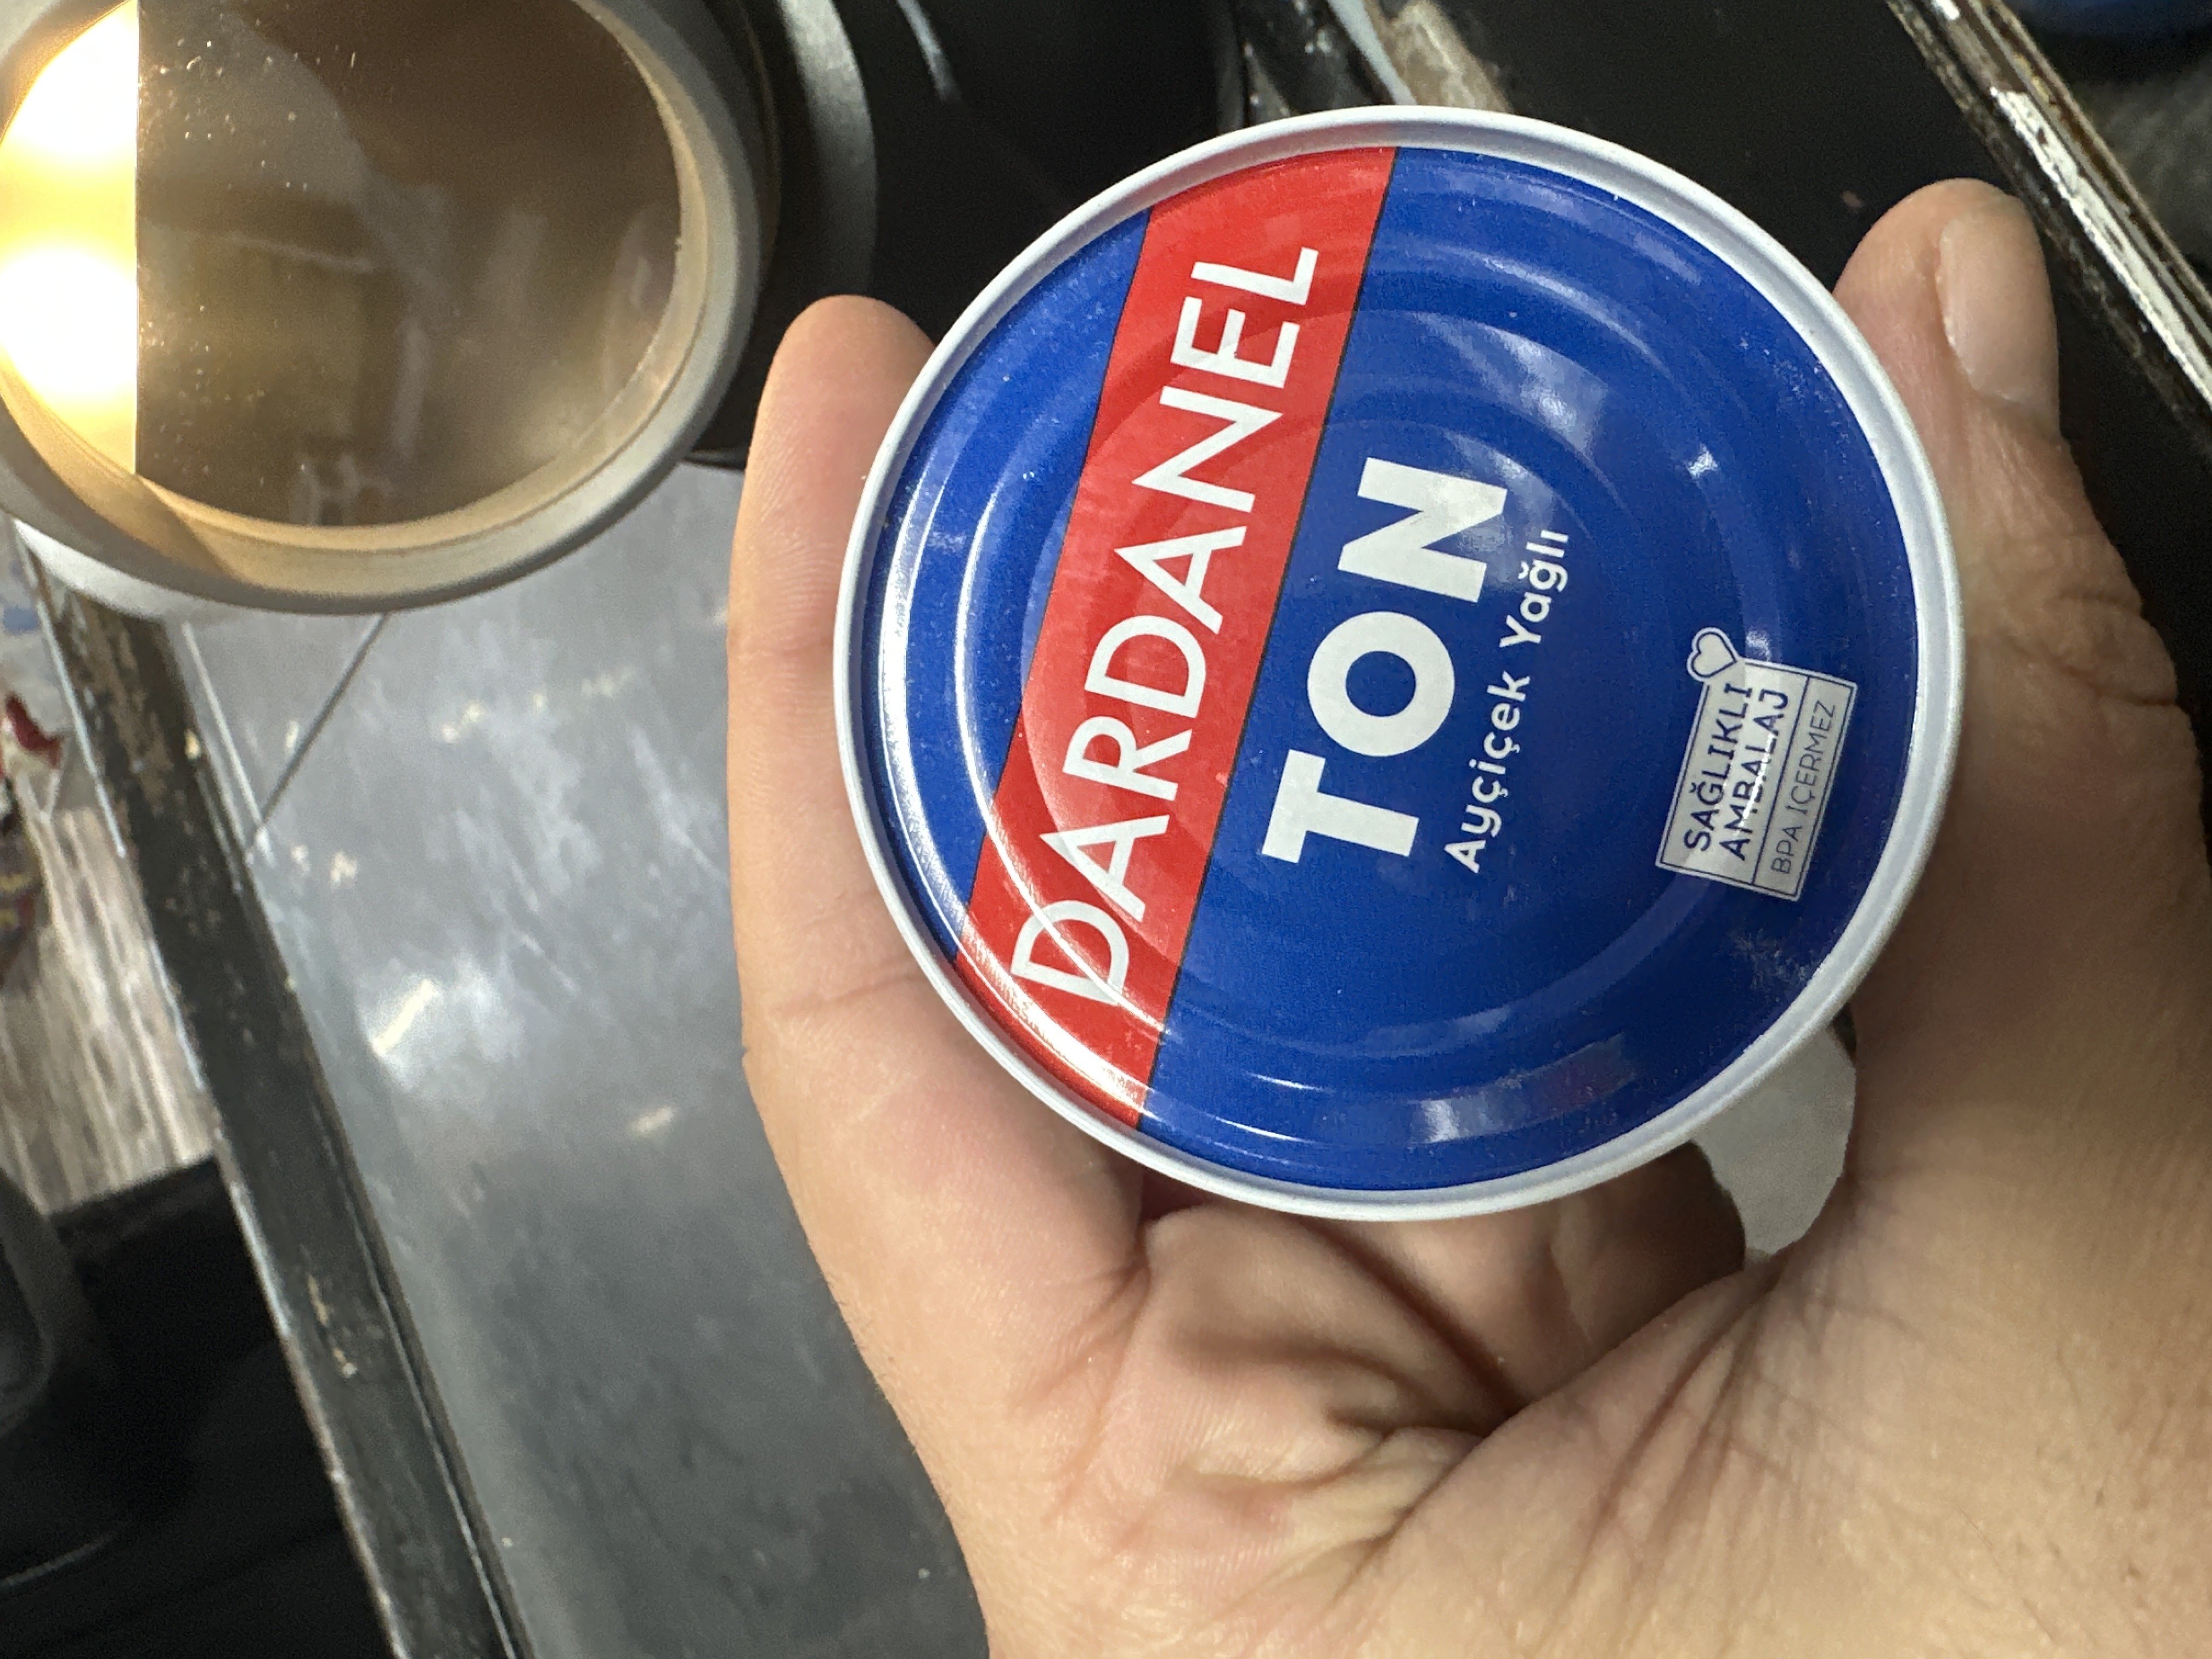 DARDANEL
TON
Ayçiçek Yağlı
SAĞLIKLI
AMBALAJ
BPA İÇERMEZ